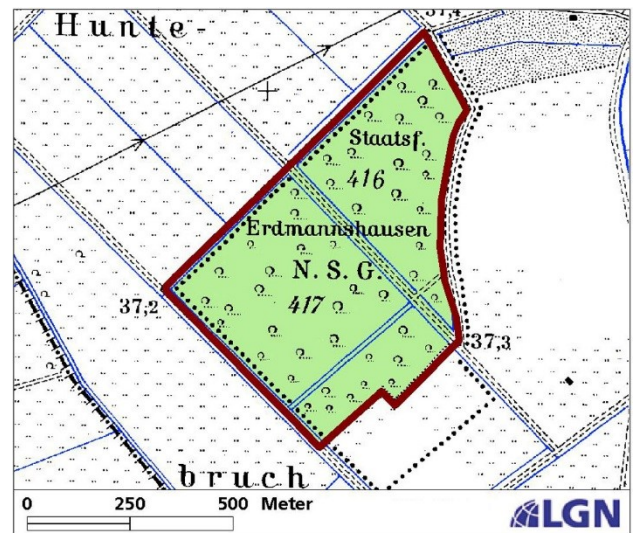 Hunte-
37,4
Staatsf.
416
Erdmannshausen
N. S. G.
417
37,2
37,3
bruch
0 250 500 Meter
LGN